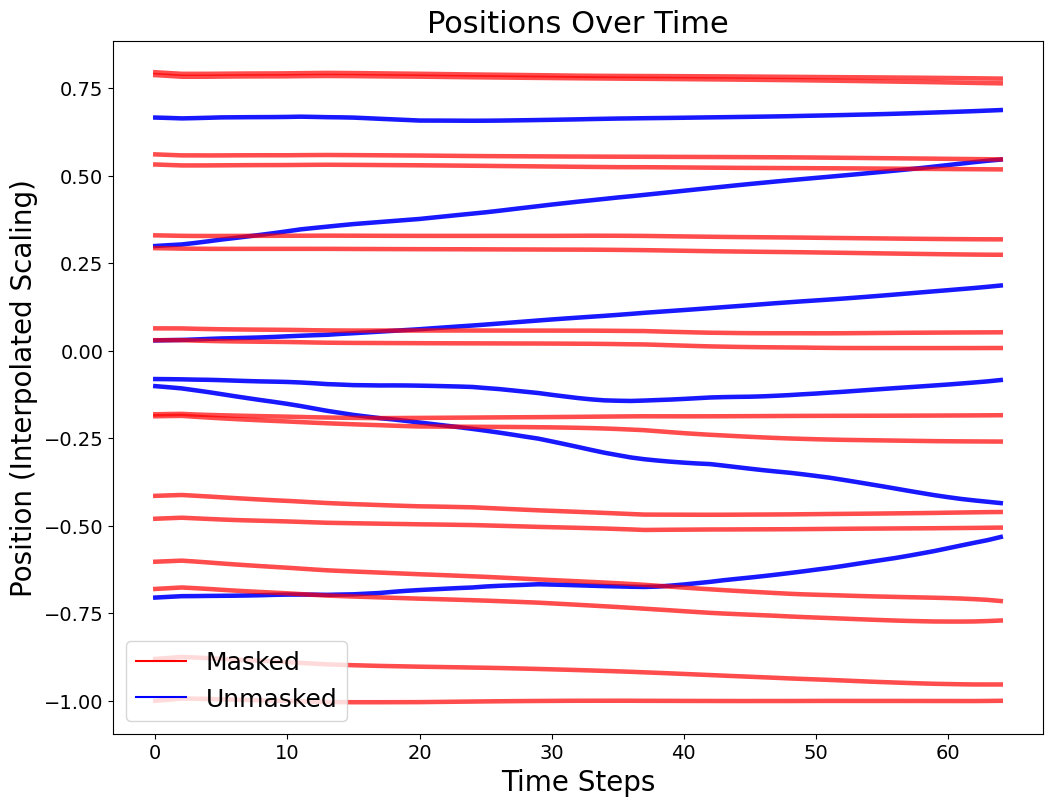 Positions Over Time
Position (Interpolated Scaling)
0.75
0.50
0.25
0.00
−0.25
−0.50
−0.75
−1.00
Masked
Unmasked
0 10 20 30 40 50 60
Time Steps